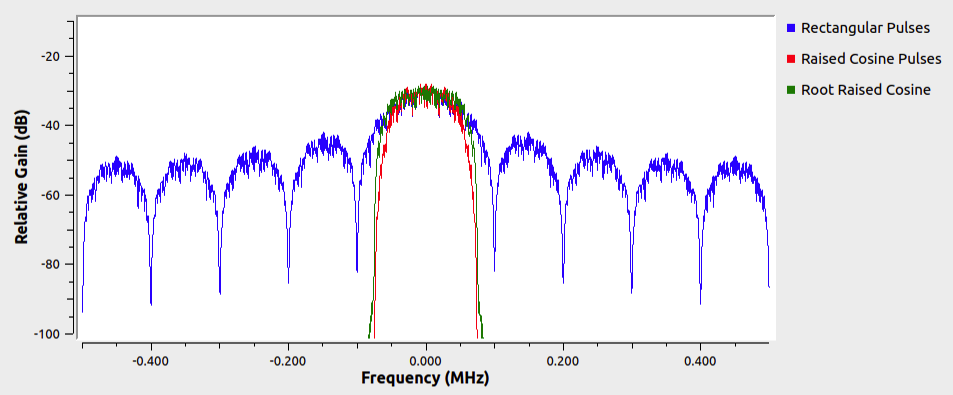 Rectangular Pulses
Raised Cosine Pulses
Root Raised Cosine
Relative Gain (dB)
-20
-40
-60
-80
-100
-0.400
-0.200
0.000
0.200
0.400
Frequency (MHz)